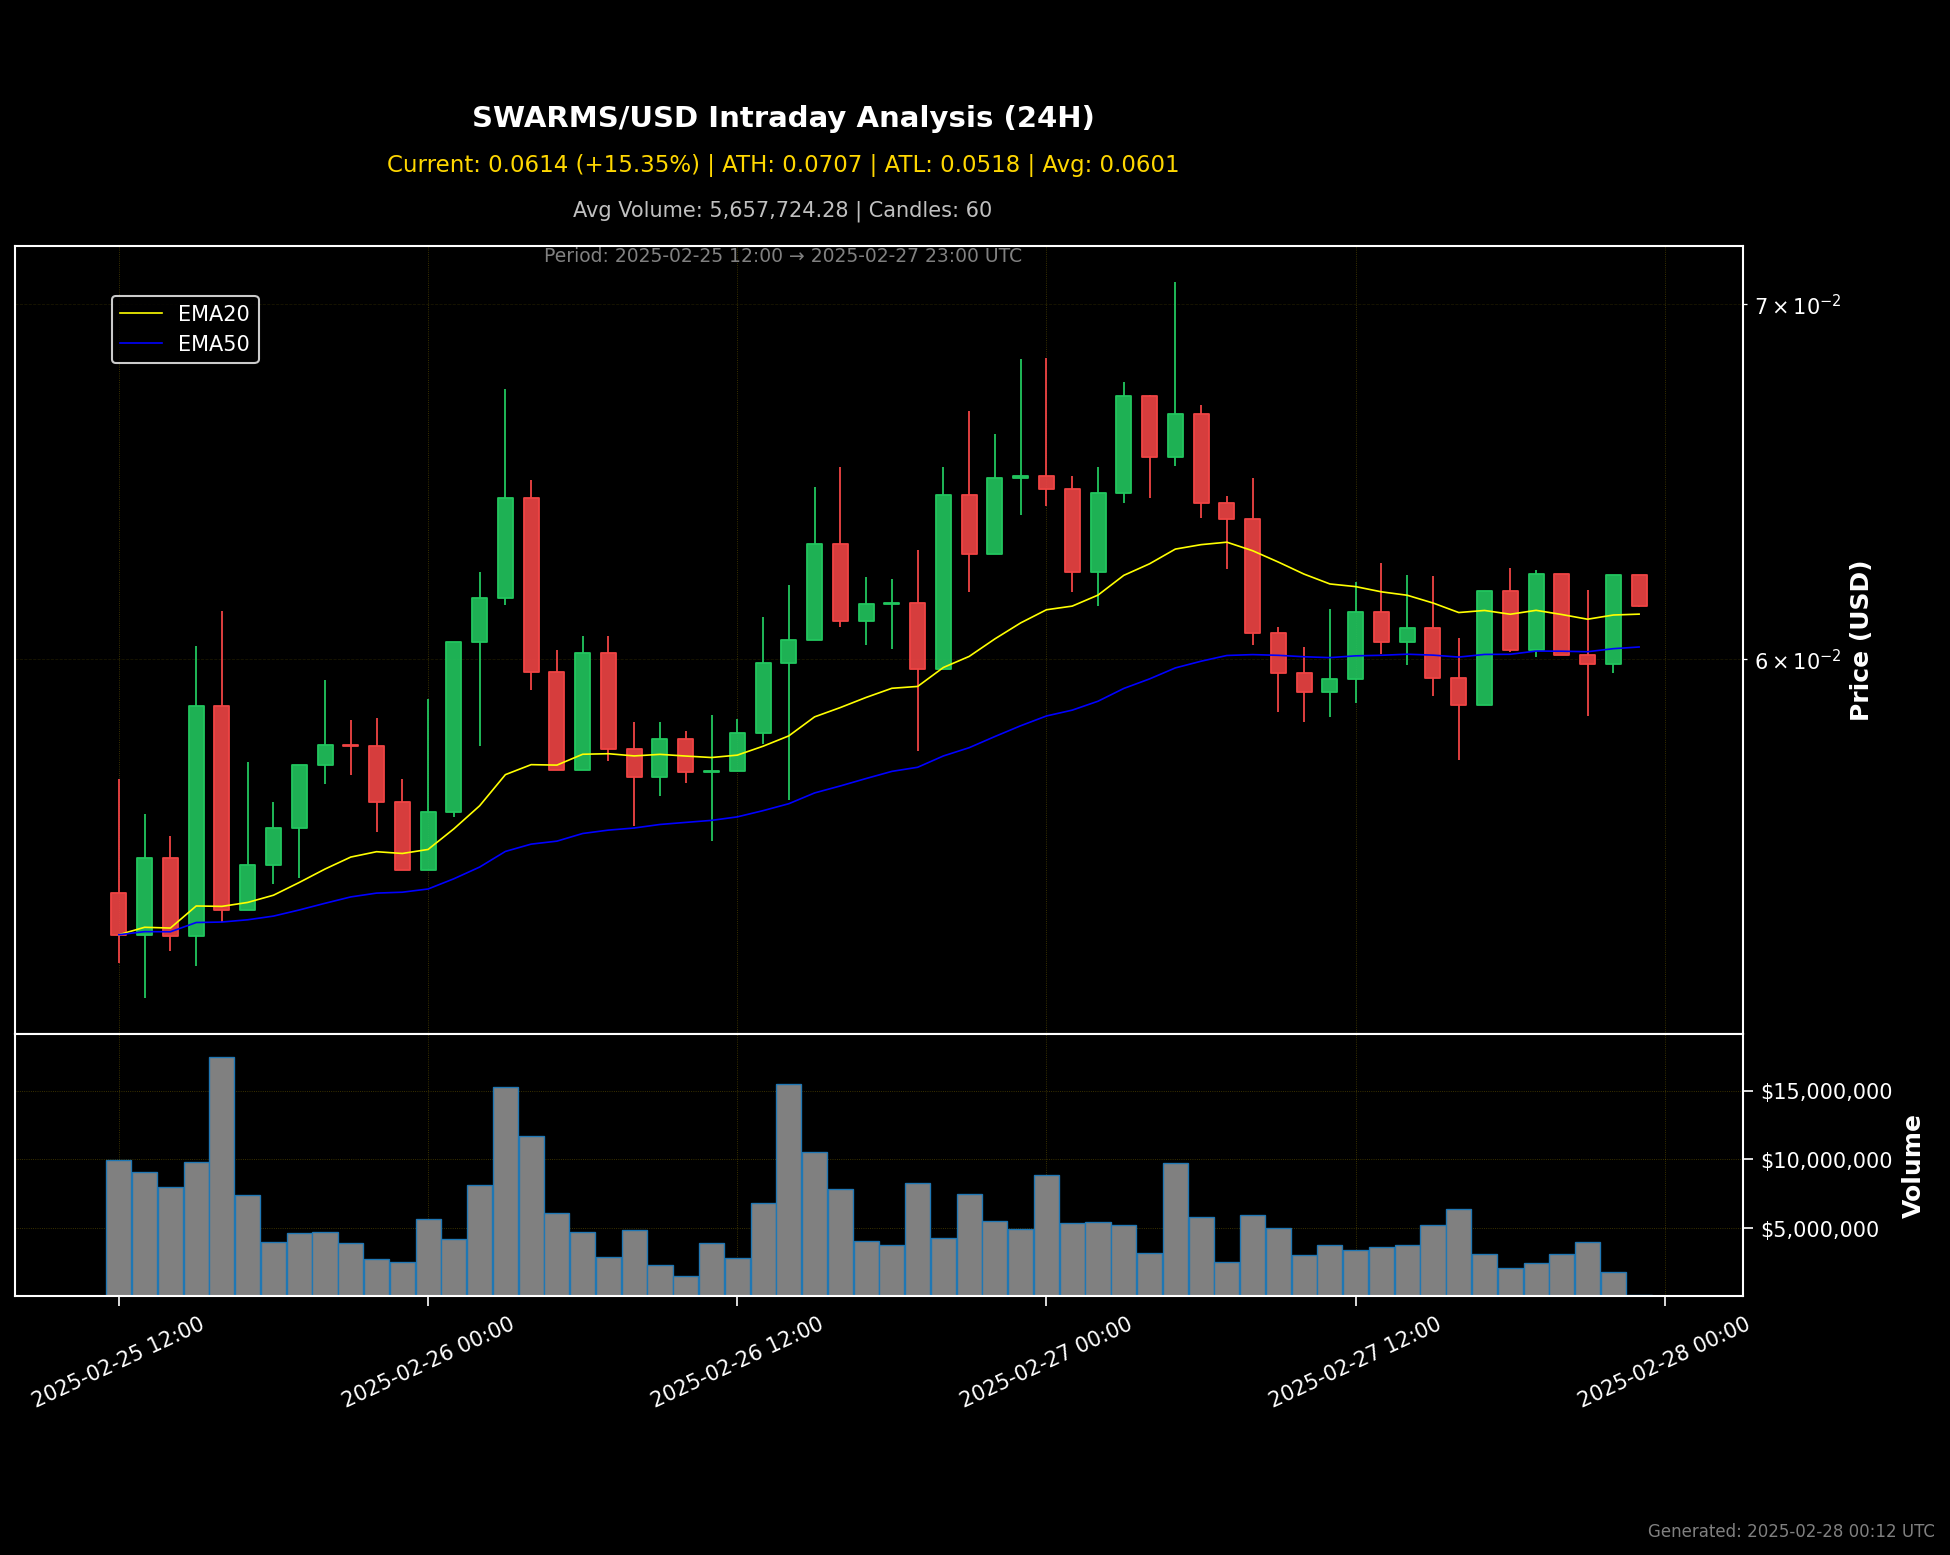 SWARMS/USD Intraday Analysis (24H)
Current: 0.0614 (+15.35%) | ATH: 0.0707 | ATL: 0.0518 | Avg: 0.0601
Avg Volume: 5,657,724.28 | Candles: 60
Period: 2025-02-25 12:00 → 2025-02-27 23:00 UTC
EMA20
EMA50
7 × 10⁻²
6 × 10⁻²
Price (USD)
$15,000,000
$10,000,000
$5,000,000
Volume
2025-02-25 12:00
2025-02-26 00:00
2025-02-26 12:00
2025-02-27 00:00
2025-02-27 12:00
2025-02-28 00:00
Generated: 2025-02-28 00:12 UTC